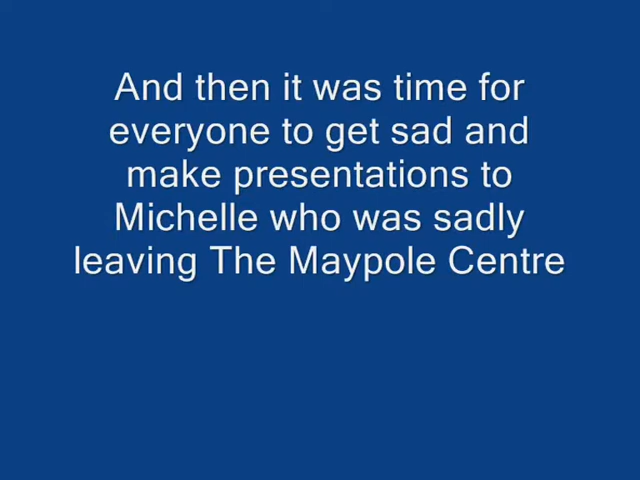 And then it was time for
everyone to get sad and
make presentations to
Michelle who was sadly
leaving The Maypole Centre